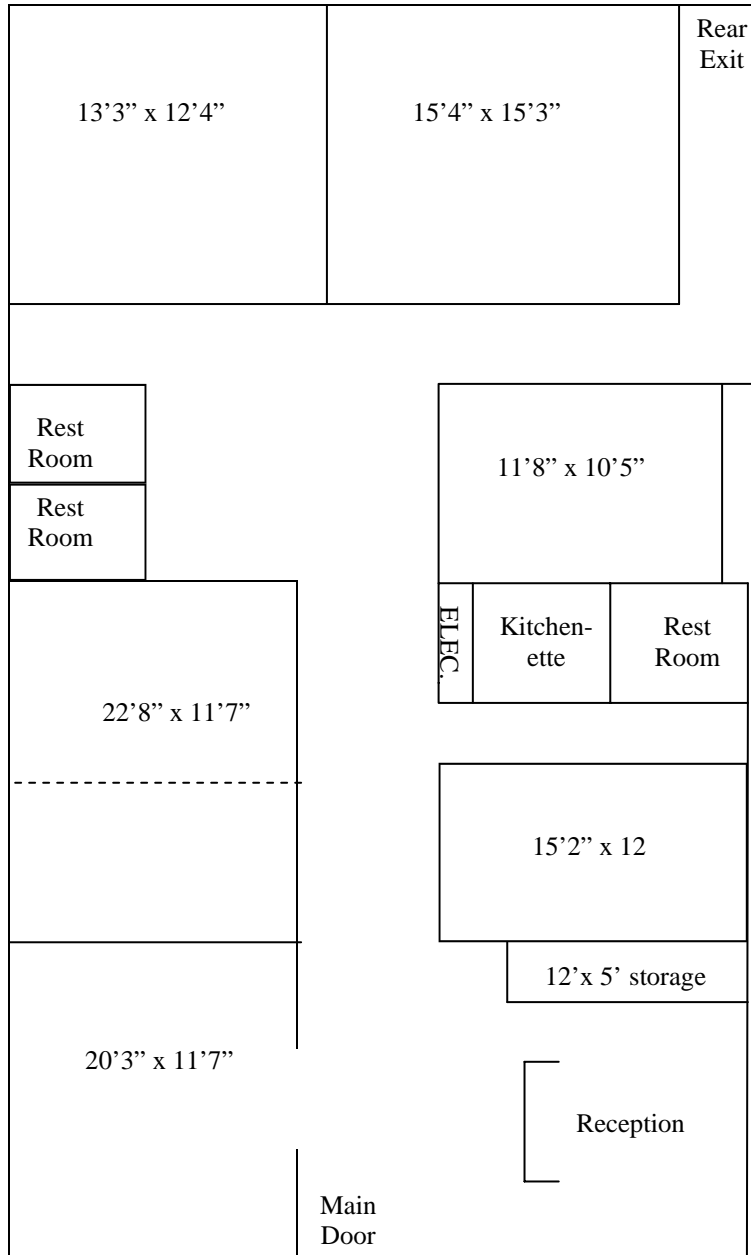 Rear
Exit
13'3” x 12'4”
15'4” x 15'3”
Rest
Room
11'8” x 10'5”
Rest
Room
ELEC.
Kitchen-
ette
Rest
Room
22'8” x 11'7”
15'2” x 12
12'x 5' storage
20'3” x 11'7”
Reception
Main
Door